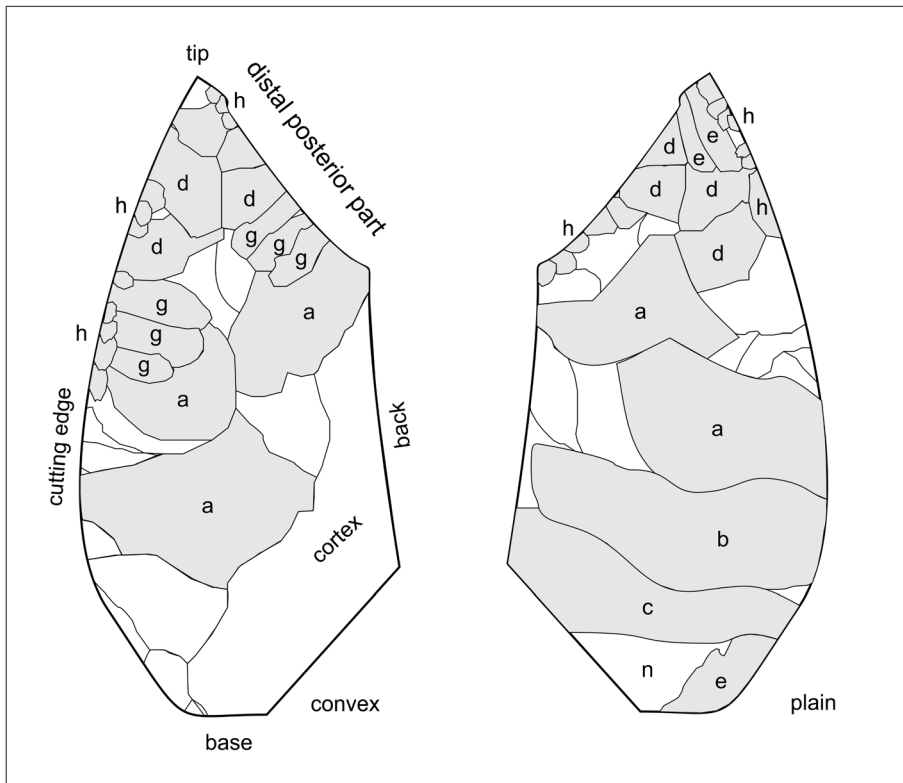 tip
distal posterior part
h
d
h
d
d
g
g
g
g
a
h
g
g
a
cutting edge
back
a
cortex
convex
base
h
e
d
e
d
d
h
h
d
a
a
b
c
n
e
plain